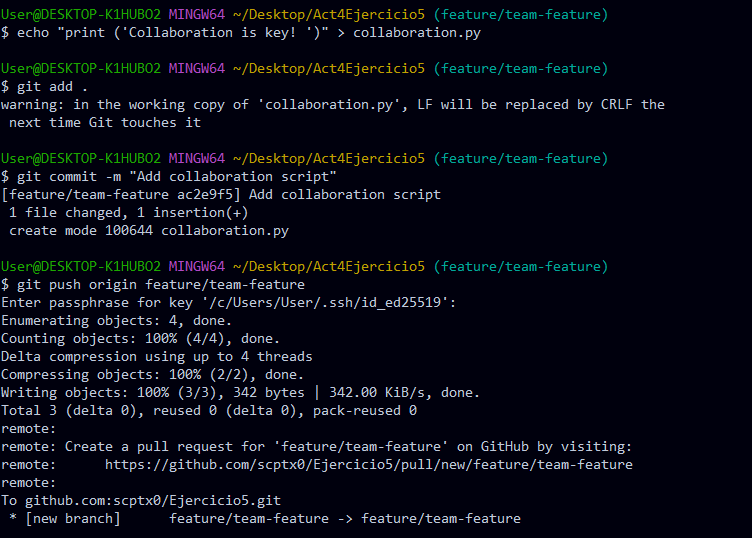 User@DESKTOP-K1HUBO2 MINGW64 ~/Desktop/Act4Ejercicio5 (feature/team-feature)
$ echo "print ('Collaboration is key! ')" > collaboration.py
User@DESKTOP-K1HUBO2 MINGW64 ~/Desktop/Act4Ejercicio5 (feature/team-feature)
$ git add .
warning: in the working copy of 'collaboration.py', LF will be replaced by CRLF the
 next time Git touches it
User@DESKTOP-K1HUBO2 MINGW64 ~/Desktop/Act4Ejercicio5 (feature/team-feature)
$ git commit -m "Add collaboration script"
[feature/team-feature ac2e9f5] Add collaboration script
 1 file changed, 1 insertion(+)
 create mode 100644 collaboration.py
User@DESKTOP-K1HUBO2 MINGW64 ~/Desktop/Act4Ejercicio5 (feature/team-feature)
$ git push origin feature/team-feature
Enter passphrase for key '/c/Users/User/.ssh/id_ed25519':
Enumerating objects: 4, done.
Counting objects: 100% (4/4), done.
Delta compression using up to 4 threads
Compressing objects: 100% (2/2), done.
Writing objects: 100% (3/3), 342 bytes | 342.00 KiB/s, done.
Total 3 (delta 0), reused 0 (delta 0), pack-reused 0
remote:
remote: Create a pull request for 'feature/team-feature' on GitHub by visiting:
remote:      https://github.com/scptx0/Ejercicio5/pull/new/feature/team-feature
remote:
To github.com:scptx0/Ejercicio5.git
 * [new branch]      feature/team-feature -> feature/team-feature